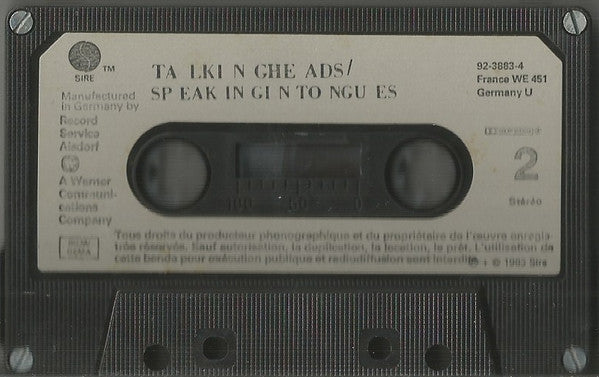 SIRE TM
TA LKI N GHE ADS/
SP EAK IN GI N TO NGU ES
92-3883-4
France WE 451
Germany U
Manufactured
in Germany by
Record
Service
Alsdorf
A Warner
Communi-
cations
Company
2
Stéréo
100 50 0
Tous droits du producteur phonographique et du propriétaire de l'œuvre enregis-
trée réservés. Sauf autorisation, la duplication, la location, le prêt, l'utilisation de
cette bande pour exécution publique et radiodiffusion sont interdits
℗ + © 1983 Sire